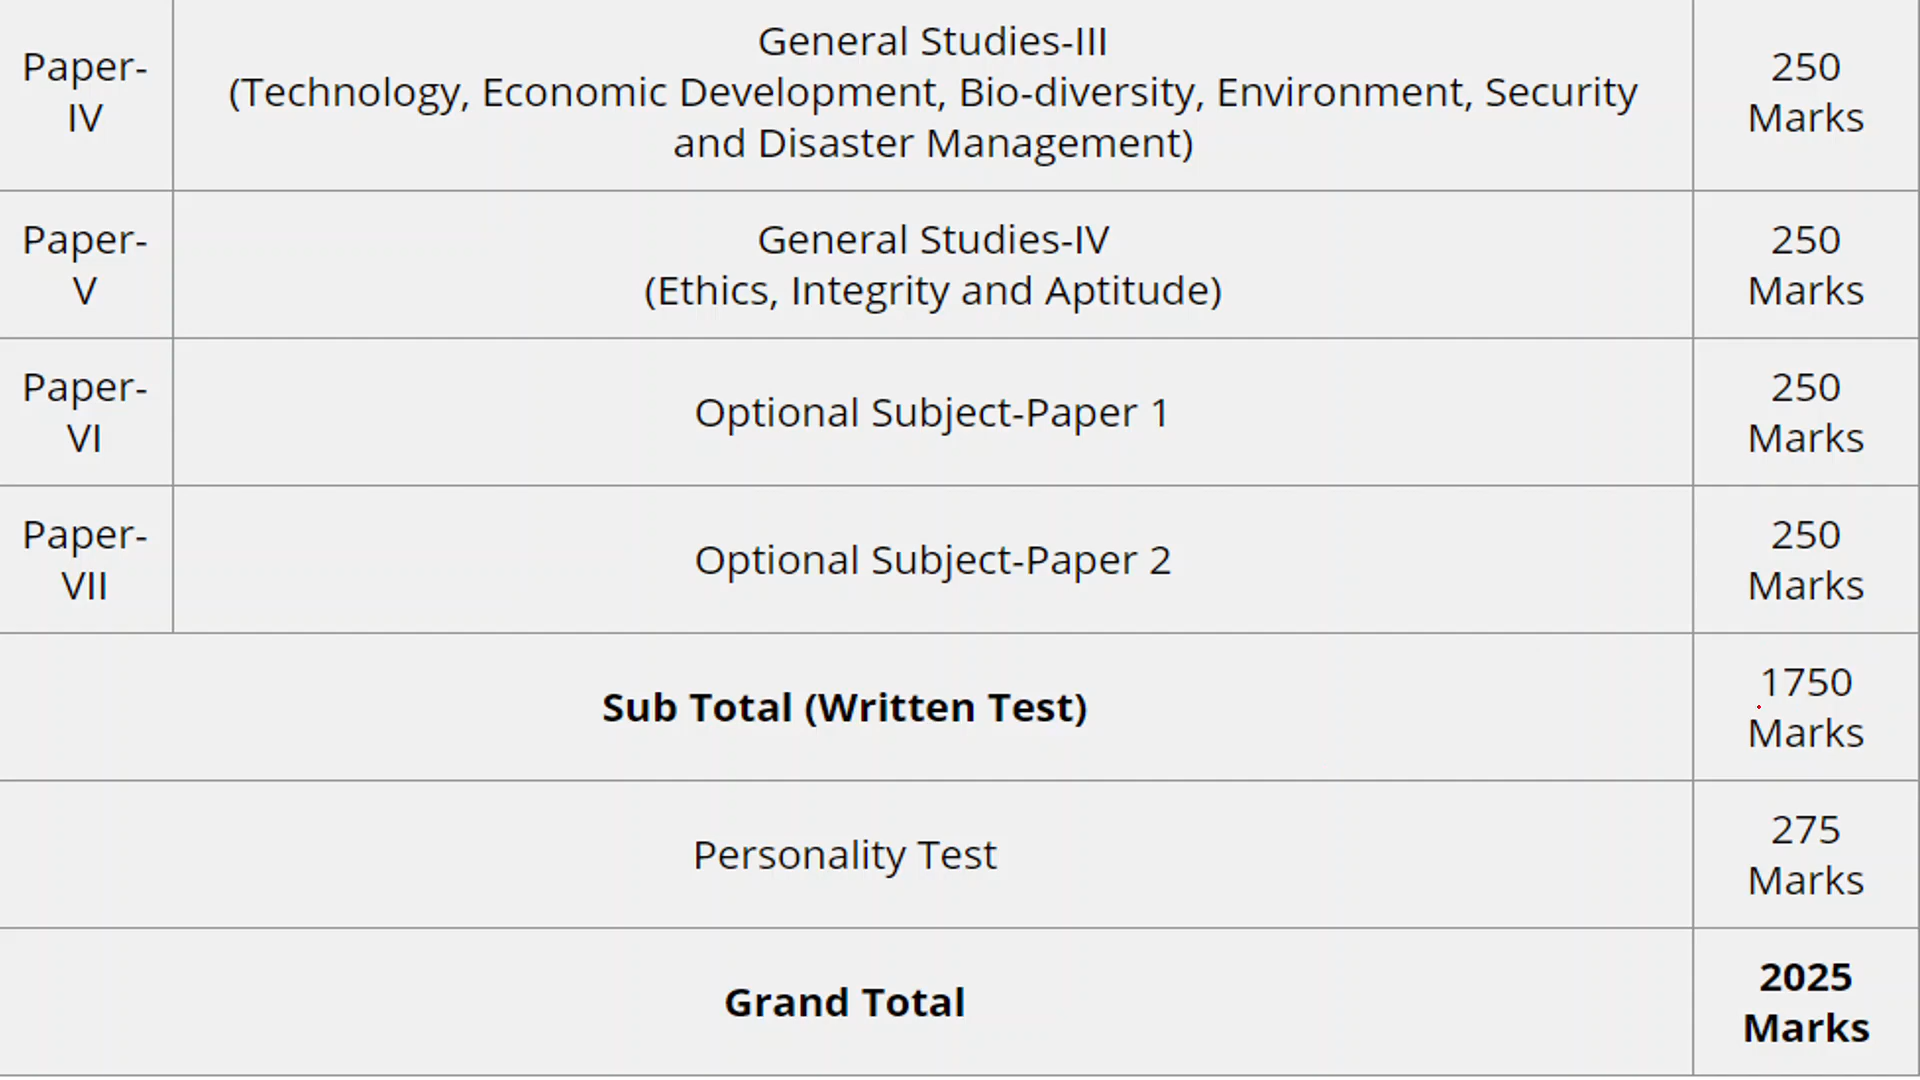 Paper-
IV
General Studies-III
(Technology, Economic Development, Bio-diversity, Environment, Security
and Disaster Management)
250
Marks
Paper-
V
General Studies-IV
(Ethics, Integrity and Aptitude)
250
Marks
Paper-
VI
Optional Subject-Paper 1
250
Marks
Paper-
VII
Optional Subject-Paper 2
250
Marks
Sub Total (Written Test)
1750
Marks
Personality Test
275
Marks
Grand Total
2025
Marks